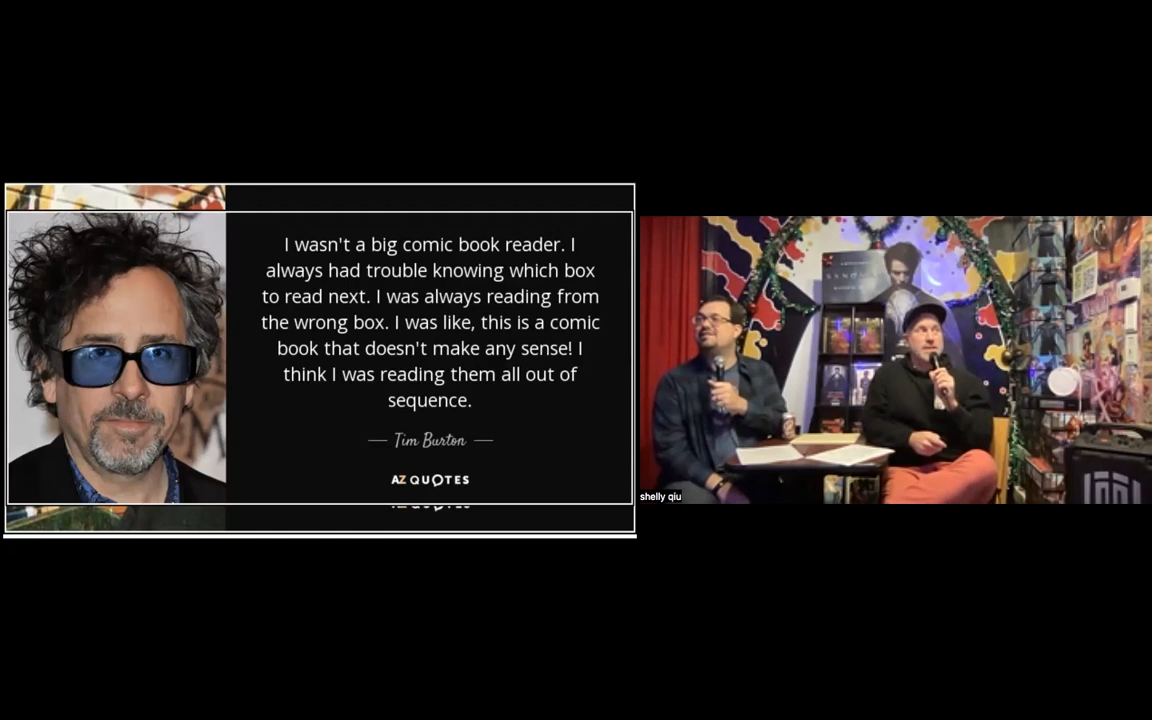 I wasn't a big comic book reader. I
always had trouble knowing which box
to read next. I was always reading from
the wrong box. I was like, this is a comic
book that doesn't make any sense! I
think I was reading them all out of
sequence.
Tim Burton
AZ QUOTES
shelly qiu